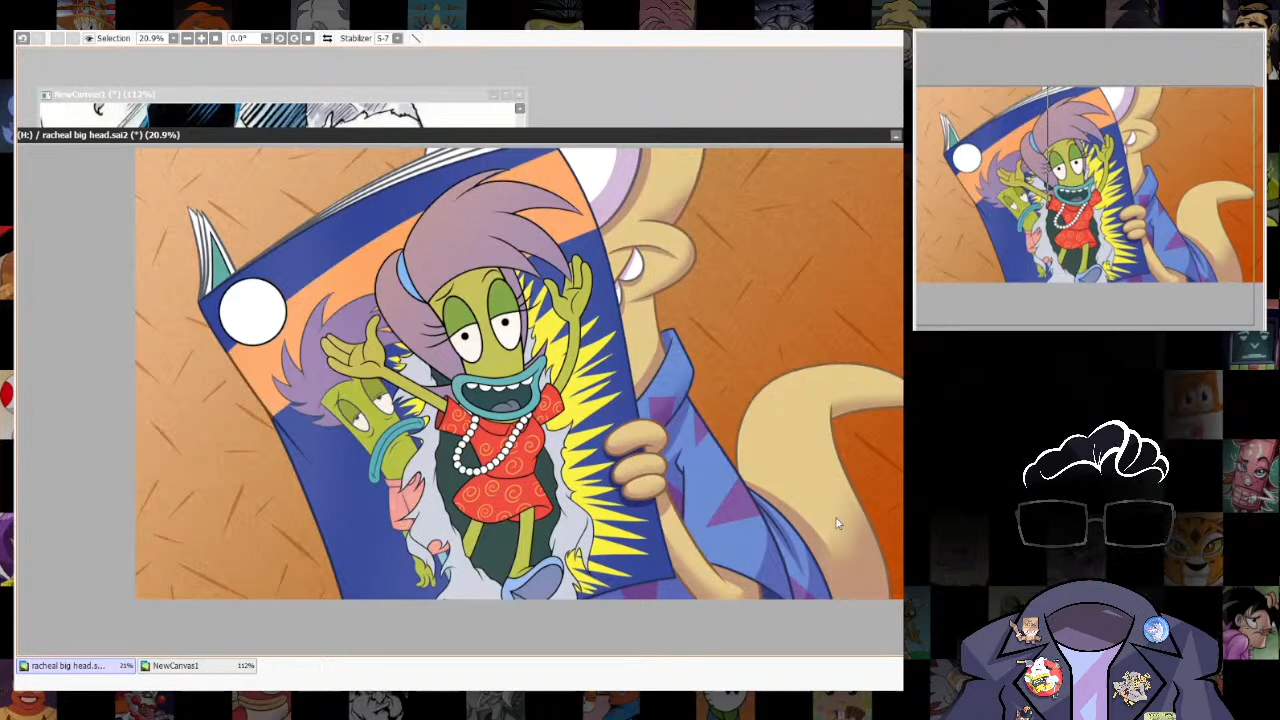 Selection 20.9% 0.0° Stabilizer S-7
NewCanvas1 (*) (112%)
(H:) / racheal big head.sai2 (*) (20.9%)
racheal big head.s... 21% NewCanvas1 112%